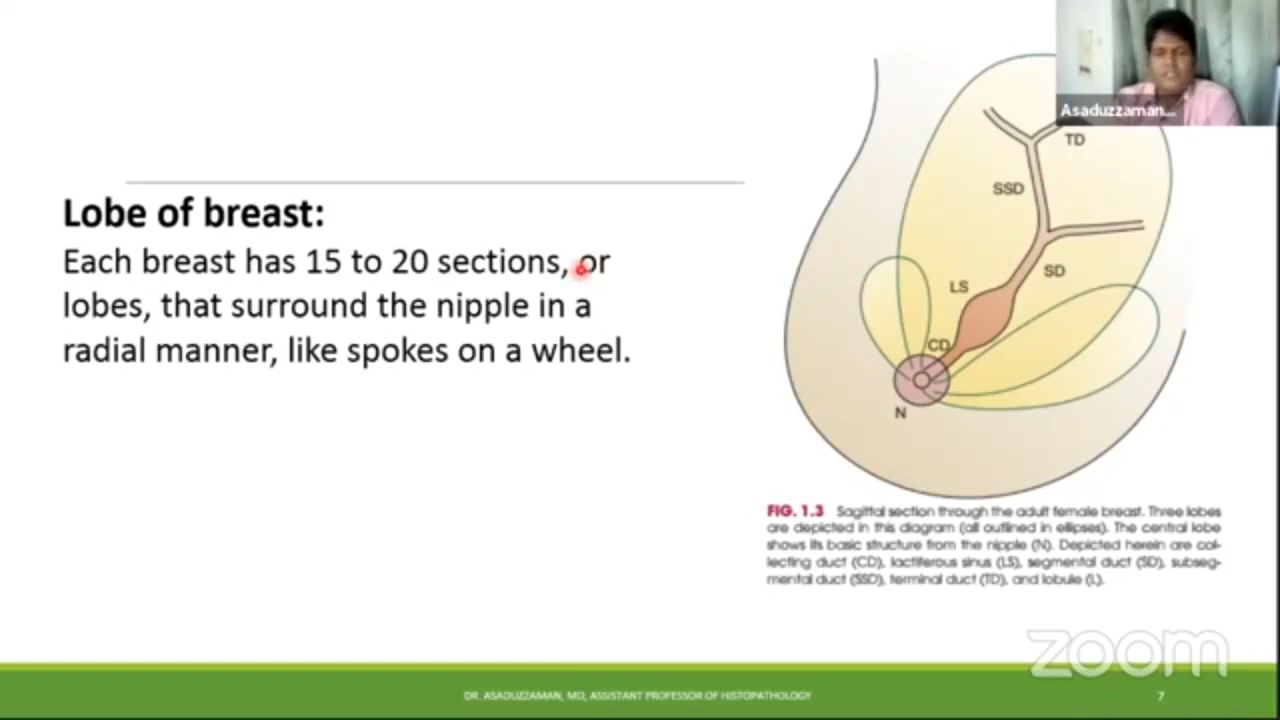 Asaduzzaman...
Lobe of breast:
Each breast has 15 to 20 sections, or
lobes, that surround the nipple in a
radial manner, like spokes on a wheel.
TD
SSD
SD
LS
CD
N
FIG. 1.3 Sagittal section through the adult female breast. Three lobes
are depicted in this diagram (all outlined in ellipses). The central lobe
shows its basic structure from the nipple (N). Depicted herein are col-
lecting duct (CD), lactiferous sinus (LS), segmental duct (SD), subseg-
mental duct (SSD), terminal duct (TD), and lobule (L).
zoom
DR. ASADUZZAMAN, MD, ASSISTANT PROFESSOR OF HISTOPATHOLOGY
7